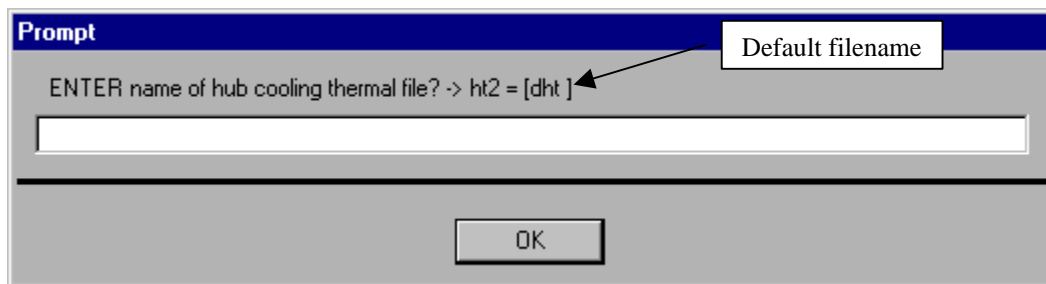 Prompt
Default filename
ENTER name of hub cooling thermal file? -> ht2 = [dht ]
OK